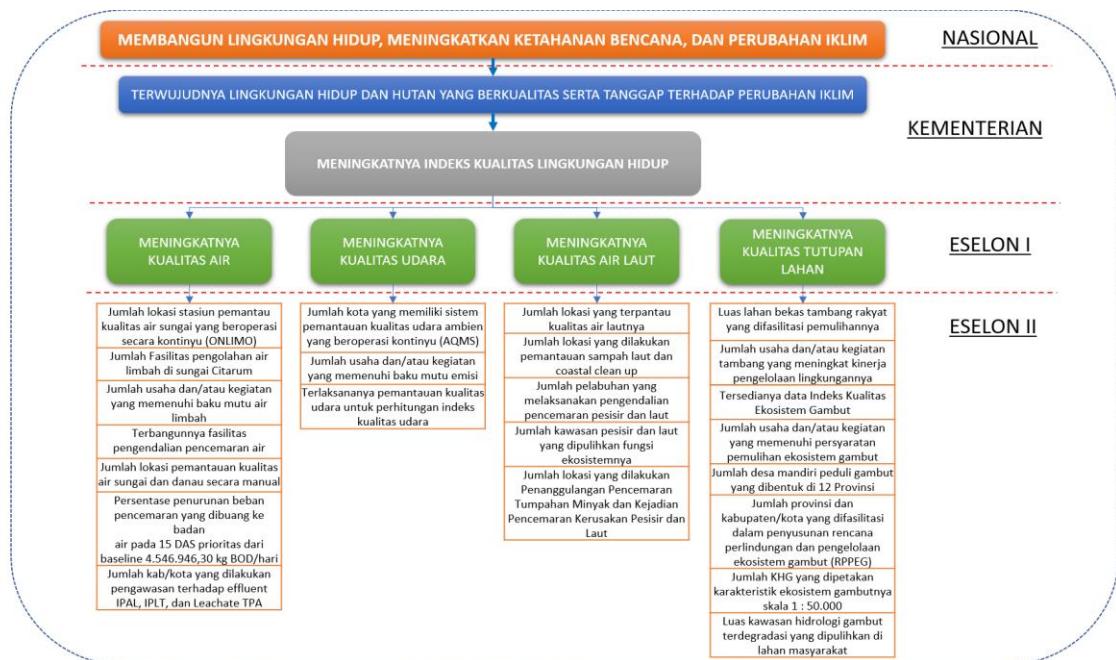 MEMBANGUN LINGKUNGAN HIDUP, MENINGKATKAN KETAHANAN BENCANA, DAN PERUBAHAN IKLIM
NASIONAL
TERWUJUDNYA LINGKUNGAN HIDUP DAN HUTAN YANG BERKUALITAS SERTA TANGGAP TERHADAP PERUBAHAN IKLIM
KEMENTERIAN
MENINGKATNYA INDEKS KUALITAS LINGKUNGAN HIDUP
MENINGKATNYA
KUALITAS AIR
MENINGKATNYA
KUALITAS UDARA
MENINGKATNYA
KUALITAS AIR LAUT
MENINGKATNYA
KUALITAS TUTUPAN
LAHAN
ESELON I
Jumlah lokasi stasiun pemantau
kualitas air sungai yang beroperasi
secara kontinyu (ONLIMO)
Jumlah Fasilitas pengolahan air
limbah di sungai Citarum
Jumlah usaha dan/atau kegiatan
yang memenuhi baku mutu air
limbah
Terbangunnya fasilitas
pengendalian pencemaran air
Jumlah lokasi pemantauan kualitas
air sungai dan danau secara manual
Persentase penurunan beban
pencemaran yang dibuang ke
badan
air pada 15 DAS prioritas dari
baseline 4.546.946,30 kg BOD/hari
Jumlah kab/kota yang dilakukan
pengawasan terhadap effluent
IPAL, IPLT, dan Leachate TPA
Jumlah kota yang memiliki sistem
pemantauan kualitas udara ambien
yang beroperasi kontinyu (AQMS)
Jumlah usaha dan/atau kegiatan
yang memenuhi baku mutu emisi
Terlaksananya pemantauan kualitas
udara untuk perhitungan indeks
kualitas udara
Jumlah lokasi yang terpantau
kualitas air lautnya
Jumlah lokasi yang dilakukan
pemantauan sampah laut dan
coastal clean up
Jumlah pelabuhan yang
melaksanakan pengendalian
pencemaran pesisir dan laut
Jumlah kawasan pesisir dan laut
yang dipulihkan fungsi
ekosistemnya
Jumlah lokasi yang dilakukan
Penanggulangan Pencemaran
Tumpahan Minyak dan Kejadian
Pencemaran Kerusakan Pesisir dan
Laut
Luas lahan bekas tambang rakyat
yang difasilitasi pemulihannya
Jumlah usaha dan/atau kegiatan
tambang yang meningkat kinerja
pengelolaan lingkungannya
Tersedianya data Indeks Kualitas
Ekosistem Gambut
Jumlah usaha dan/atau kegiatan
yang memenuhi persyaratan
pemulihan ekosistem gambut
Jumlah desa mandiri peduli gambut
yang dibentuk di 12 Provinsi
Jumlah provinsi dan
kabupaten/kota yang difasilitasi
dalam penyusunan rencana
perlindungan dan pengelolaan
ekosistem gambut (RPPEG)
Jumlah KHG yang dipetakan
karakteristik ekosistem gambutnya
skala 1 : 50.000
Luas kawasan hidrologi gambut
terdegradasi yang dipulihkan di
lahan masyarakat
ESELON II